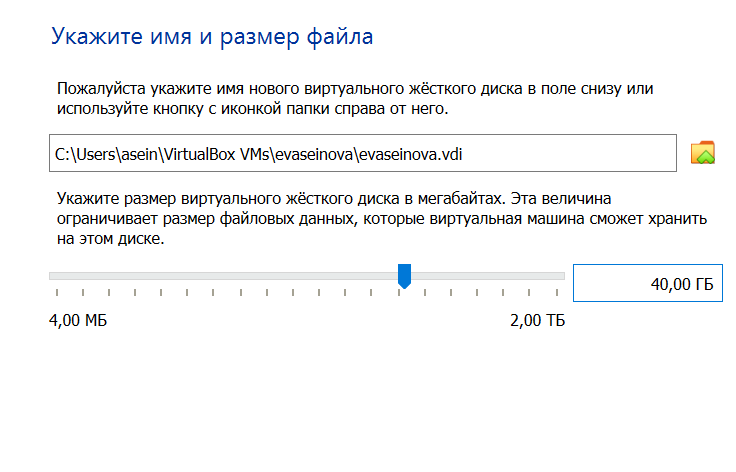 Укажите имя и размер файла
Пожалуйста укажите имя нового виртуального жёсткого диска в поле снизу или
используйте кнопку с иконкой папки справа от него.
C:\Users\asein\VirtualBox VMs\evaseinova\evaseinova.vdi
Укажите размер виртуального жёсткого диска в мегабайтах. Эта величина
ограничивает размер файловых данных, которые виртуальная машина сможет хранить
на этом диске.
40,00 ГБ
4,00 МБ
2,00 ТБ